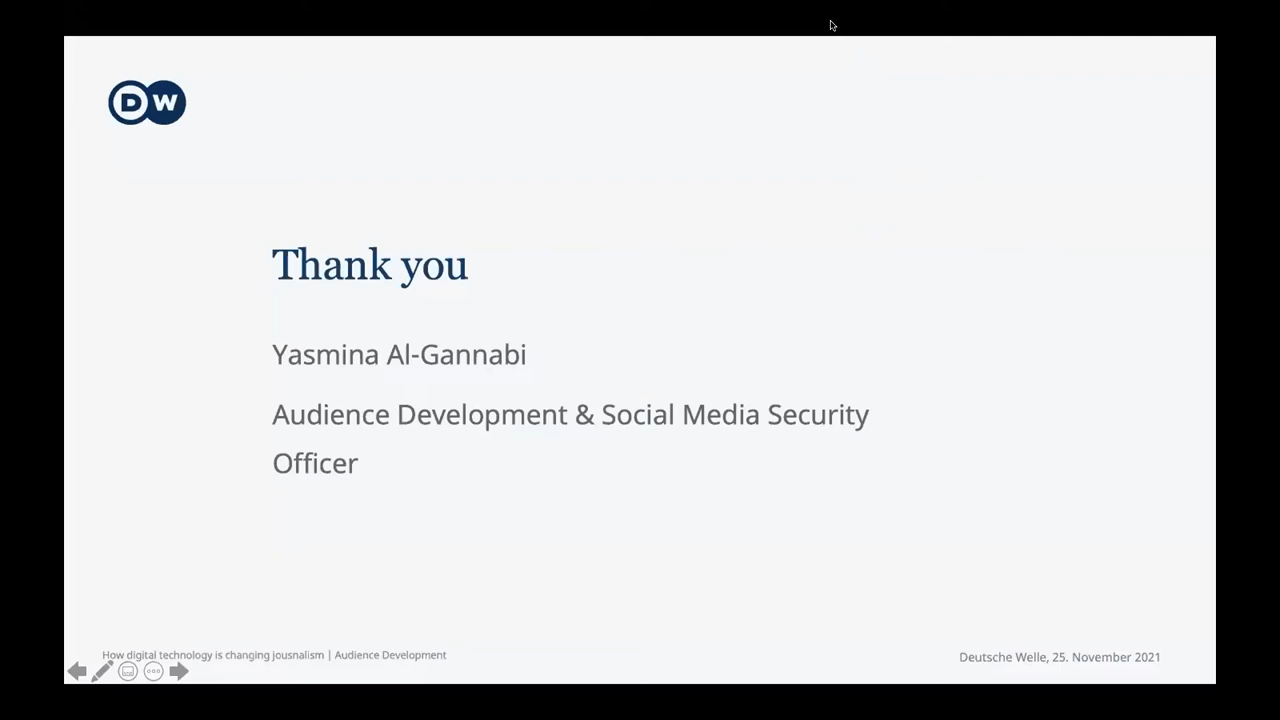 DW
Thank you
Yasmina Al-Gannabi
Audience Development & Social Media Security
Officer
How digital technology is changing jousnalism | Audience Development
Deutsche Welle, 25. November 2021